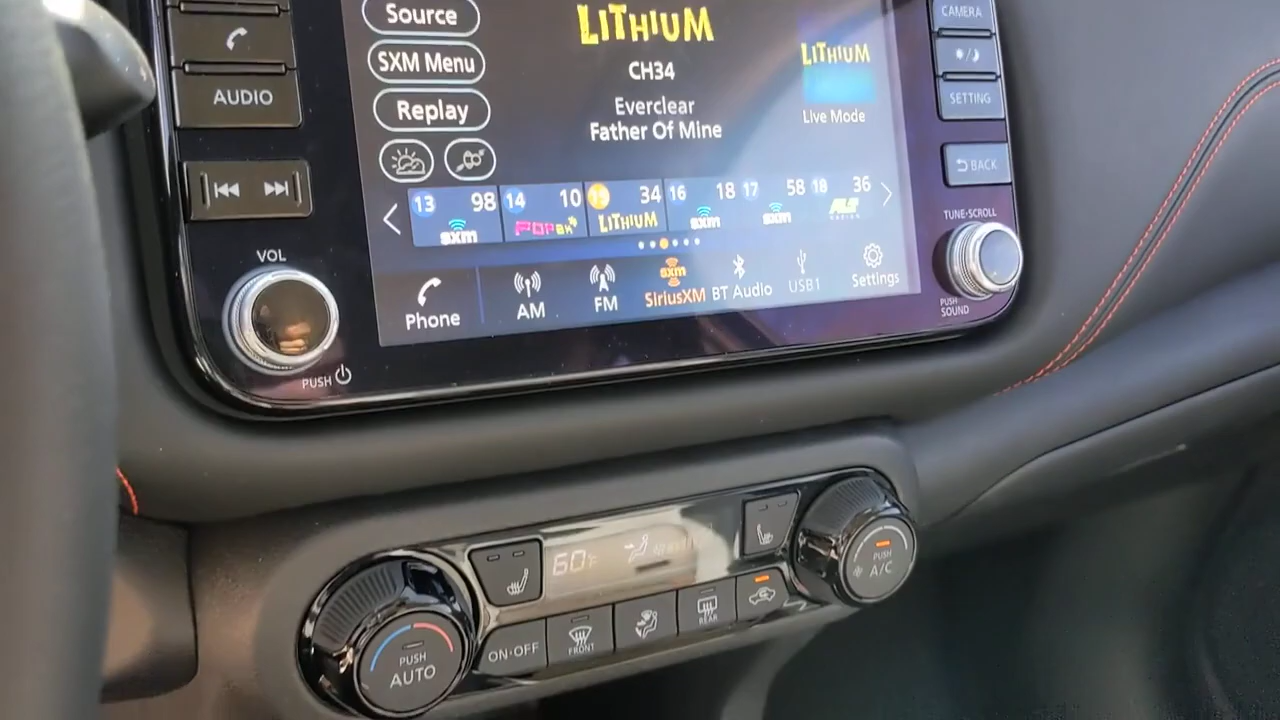 AUDIO
VOL
PUSH
Source
SXM Menu
Replay
LiTHiUM
CH34
Everclear
Father Of Mine
LiTHiUM
Live Mode
13 98 sxm
14 10 POP
34 LiTHiUM
16 18 sxm
17 58 sxm
18 36
Phone
AM
FM
sxm
SiriusXM
BT Audio
USB1
Settings
CAMERA
SETTING
BACK
TUNE·SCROLL
PUSH
SOUND
60°F
PUSH
AUTO
ON·OFF
FRONT
REAR
PUSH
A/C